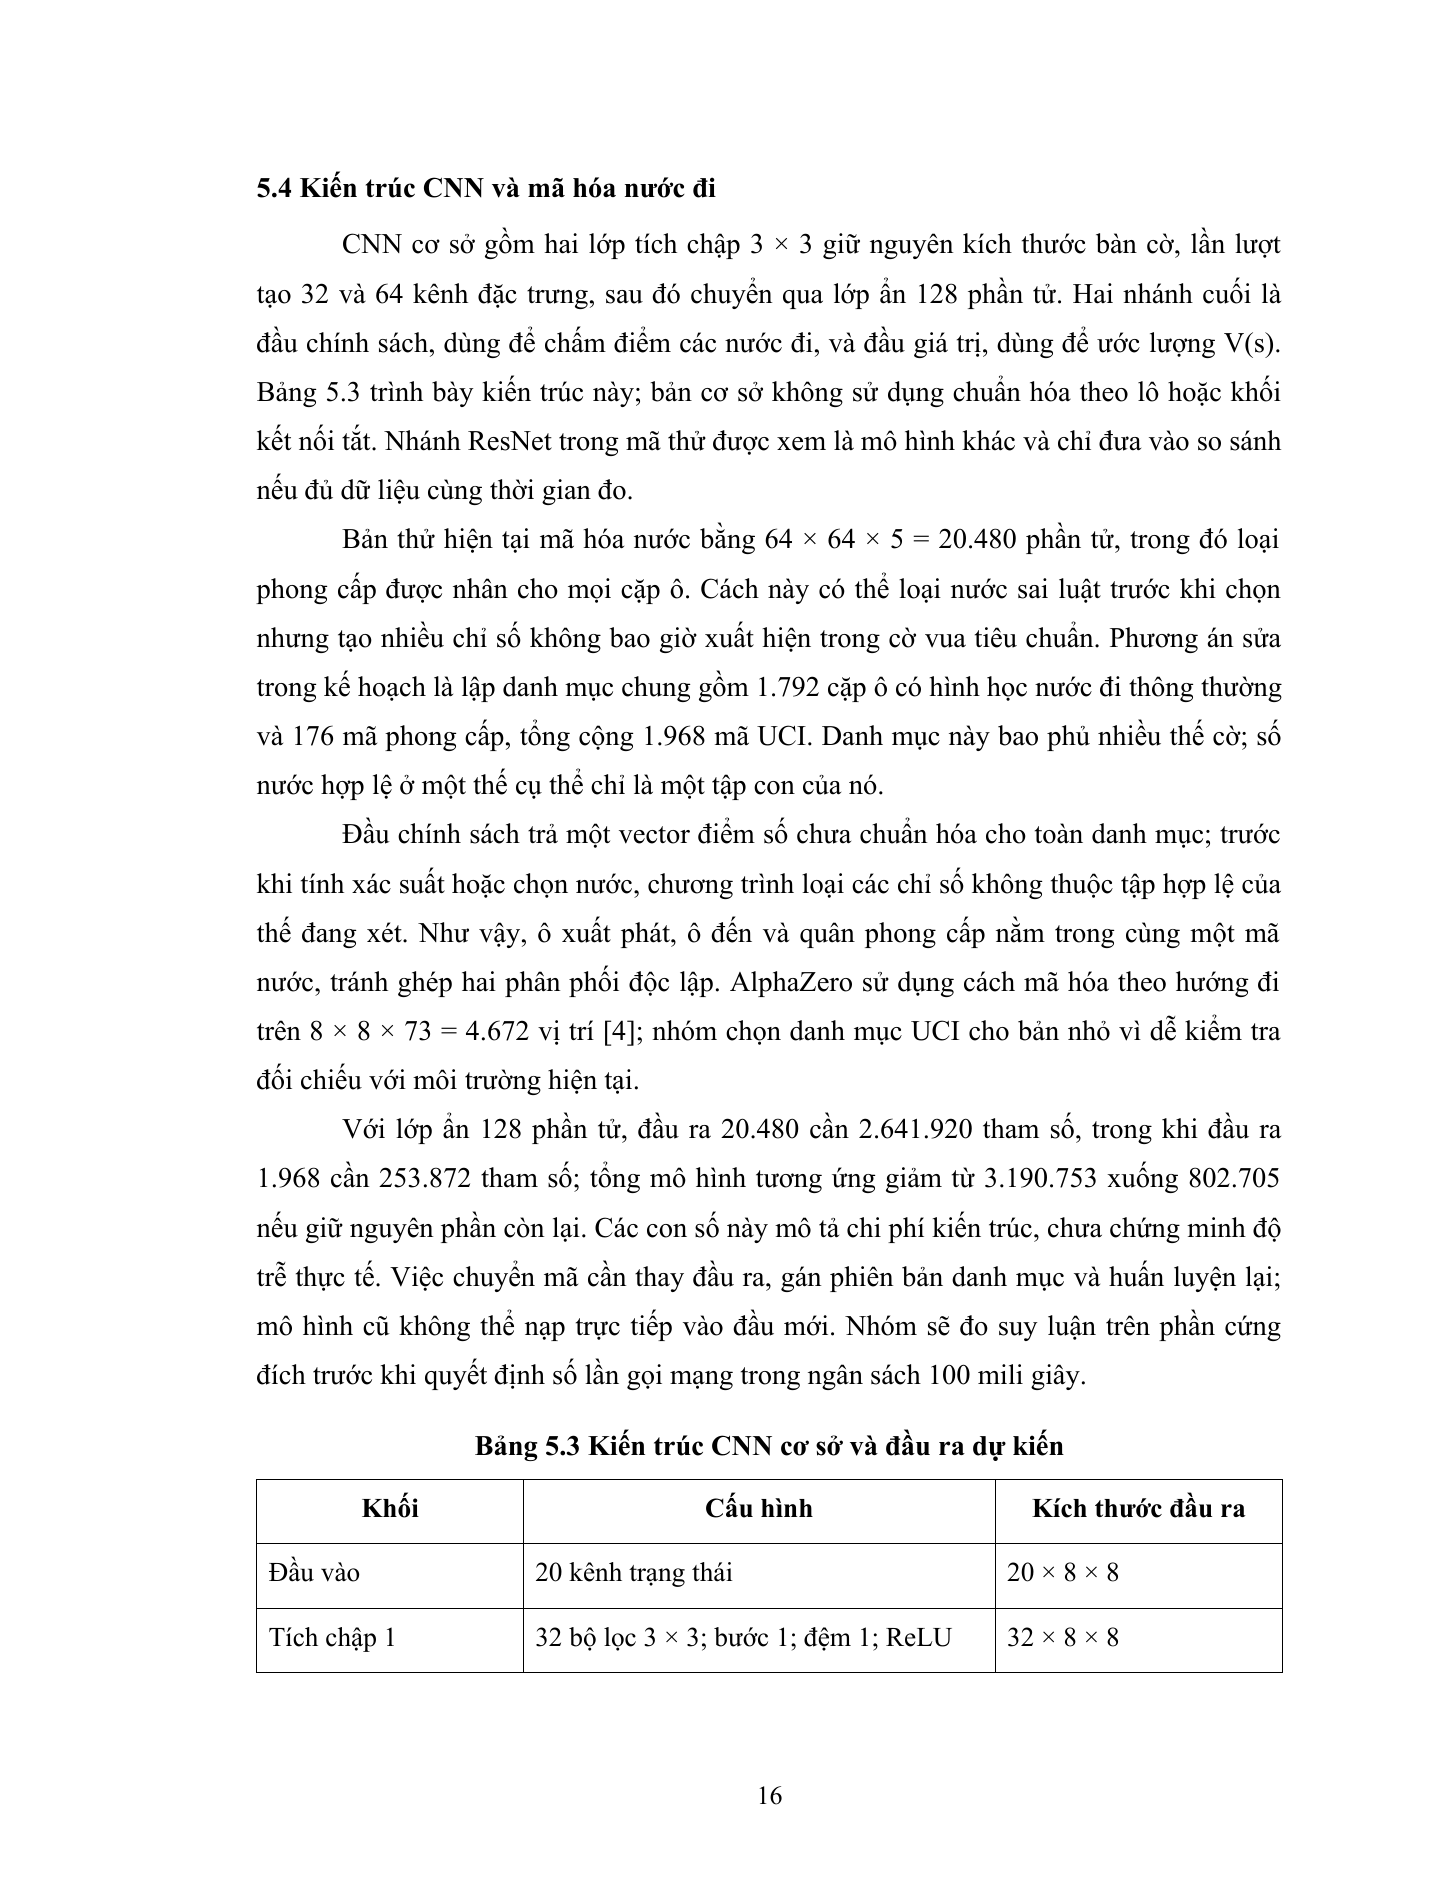 5.4 Kiến trúc CNN và mã hóa nước đi
CNN cơ sở gồm hai lớp tích chập 3 × 3 giữ nguyên kích thước bàn cờ, lần lượt
tạo 32 và 64 kênh đặc trưng, sau đó chuyển qua lớp ẩn 128 phần tử. Hai nhánh cuối là
đầu chính sách, dùng để chấm điểm các nước đi, và đầu giá trị, dùng để ước lượng V(s).
Bảng 5.3 trình bày kiến trúc này; bản cơ sở không sử dụng chuẩn hóa theo lô hoặc khối
kết nối tắt. Nhánh ResNet trong mã thử được xem là mô hình khác và chỉ đưa vào so sánh
nếu đủ dữ liệu cùng thời gian đo.
Bản thử hiện tại mã hóa nước bằng 64 × 64 × 5 = 20.480 phần tử, trong đó loại
phong cấp được nhân cho mọi cặp ô. Cách này có thể loại nước sai luật trước khi chọn
nhưng tạo nhiều chỉ số không bao giờ xuất hiện trong cờ vua tiêu chuẩn. Phương án sửa
trong kế hoạch là lập danh mục chung gồm 1.792 cặp ô có hình học nước đi thông thường
và 176 mã phong cấp, tổng cộng 1.968 mã UCI. Danh mục này bao phủ nhiều thế cờ; số
nước hợp lệ ở một thế cụ thể chỉ là một tập con của nó.
Đầu chính sách trả một vector điểm số chưa chuẩn hóa cho toàn danh mục; trước
khi tính xác suất hoặc chọn nước, chương trình loại các chỉ số không thuộc tập hợp lệ của
thế đang xét. Như vậy, ô xuất phát, ô đến và quân phong cấp nằm trong cùng một mã
nước, tránh ghép hai phân phối độc lập. AlphaZero sử dụng cách mã hóa theo hướng đi
trên 8 × 8 × 73 = 4.672 vị trí [4]; nhóm chọn danh mục UCI cho bản nhỏ vì dễ kiểm tra
đối chiếu với môi trường hiện tại.
Với lớp ẩn 128 phần tử, đầu ra 20.480 cần 2.641.920 tham số, trong khi đầu ra
1.968 cần 253.872 tham số; tổng mô hình tương ứng giảm từ 3.190.753 xuống 802.705
nếu giữ nguyên phần còn lại. Các con số này mô tả chi phí kiến trúc, chưa chứng minh độ
trễ thực tế. Việc chuyển mã cần thay đầu ra, gán phiên bản danh mục và huấn luyện lại;
mô hình cũ không thể nạp trực tiếp vào đầu mới. Nhóm sẽ đo suy luận trên phần cứng
đích trước khi quyết định số lần gọi mạng trong ngân sách 100 mili giây.
Bảng 5.3 Kiến trúc CNN cơ sở và đầu ra dự kiến
Khối Cấu hình Kích thước đầu ra
Đầu vào 20 kênh trạng thái 20 × 8 × 8
Tích chập 1 32 bộ lọc 3 × 3; bước 1; đệm 1; ReLU 32 × 8 × 8
16